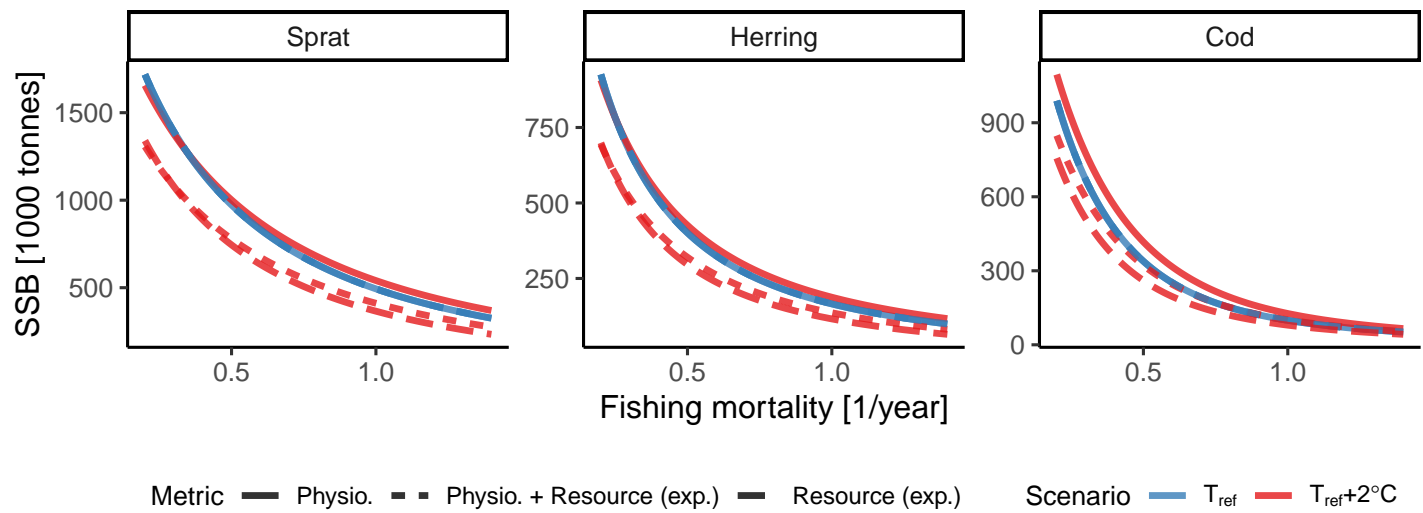 Sprat Herring Cod
SSB [1000 tonnes]
1500
1000
500
750
500
250
900
600
300
0
0.5 1.0 0.5 1.0 0.5 1.0
Fishing mortality [1/year]
Metric Physio. Physio. + Resource (exp.) Resource (exp.) Scenario T_ref T_ref+2°C